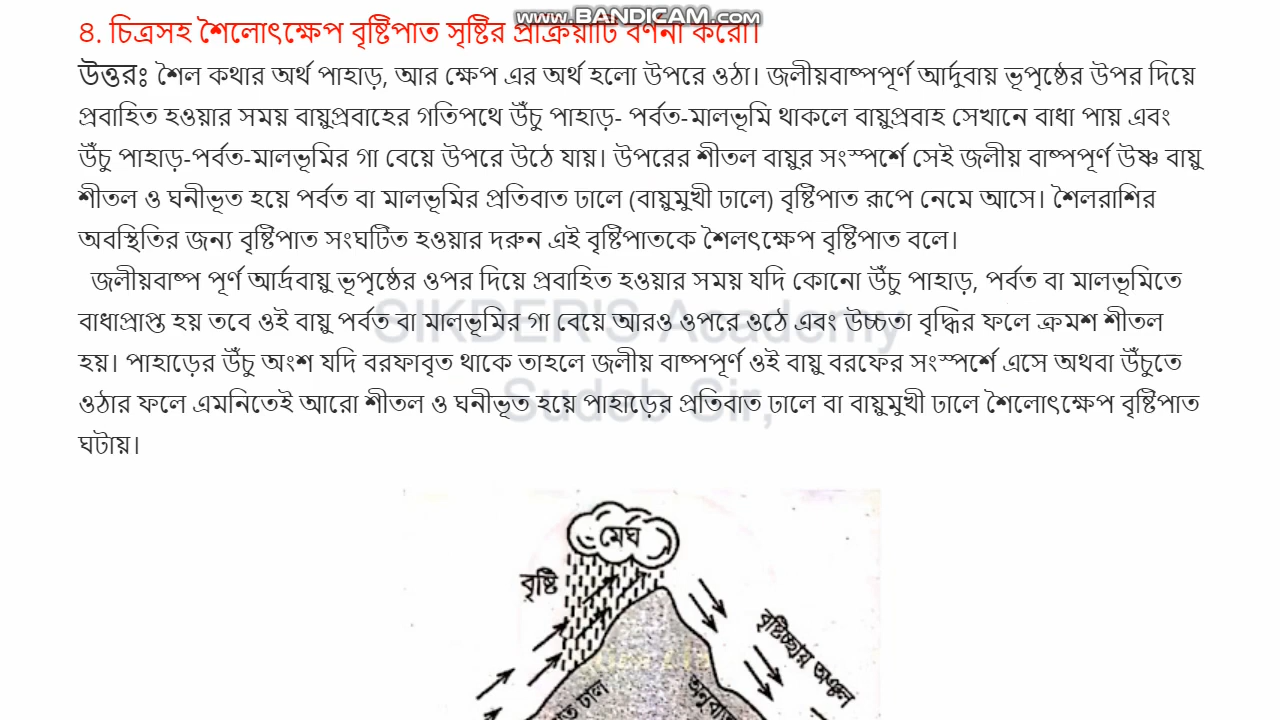 www.BANDICAM.com
৪. চিত্রসহ শৈলোৎক্ষেপ বৃষ্টিপাত সৃষ্টির প্রক্রিয়াটি বর্ণনা করো।
উত্তরঃ শৈল কথার অর্থ পাহাড়, আর ক্ষেপ এর অর্থ হলো উপরে ওঠা। জলীয়বাষ্পপূর্ণ আর্দুবায় ভূপৃষ্ঠের উপর দিয়ে
প্রবাহিত হওয়ার সময় বায়ুপ্রবাহের গতিপথে উঁচু পাহাড়- পর্বত-মালভূমি থাকলে বায়ুপ্রবাহ সেখানে বাধা পায় এবং
উঁচু পাহাড়-পর্বত-মালভূমির গা বেয়ে উপরে উঠে যায়। উপরের শীতল বায়ুর সংস্পর্শে সেই জলীয় বাষ্পপূর্ণ উষ্ণ বায়ু
শীতল ও ঘনীভূত হয়ে পর্বত বা মালভূমির প্রতিবাত ঢালে (বায়ুমুখী ঢালে) বৃষ্টিপাত রূপে নেমে আসে। শৈলরাশির
অবস্থিতির জন্য বৃষ্টিপাত সংঘটিত হওয়ার দরুন এই বৃষ্টিপাতকে শৈলৎক্ষেপ বৃষ্টিপাত বলে।
জলীয়বাষ্প পূর্ণ আর্দ্রবায়ু ভূপৃষ্ঠের ওপর দিয়ে প্রবাহিত হওয়ার সময় যদি কোনো উঁচু পাহাড়, পর্বত বা মালভূমিতে
বাধাপ্রাপ্ত হয় তবে ওই বায়ু পর্বত বা মালভূমির গা বেয়ে আরও ওপরে ওঠে এবং উচ্চতা বৃদ্ধির ফলে ক্রমশ শীতল
SIKDER'S Academy
হয়। পাহাড়ের উঁচু অংশ যদি বরফাবৃত থাকে তাহলে জলীয় বাষ্পপূর্ণ ওই বায়ু বরফের সংস্পর্শে এসে অথবা উঁচুতে
ওঠার ফলে এমনিতেই আরো শীতল ও ঘনীভূত হয়ে পাহাড়ের প্রতিবাত ঢালে বা বায়ুমুখী ঢালে শৈলোৎক্ষেপ বৃষ্টিপাত
Sudeb Sir,
ঘটায়।
মেঘ
বৃষ্টি
বৃষ্টিচ্ছায় অঞ্চল
ঢাল